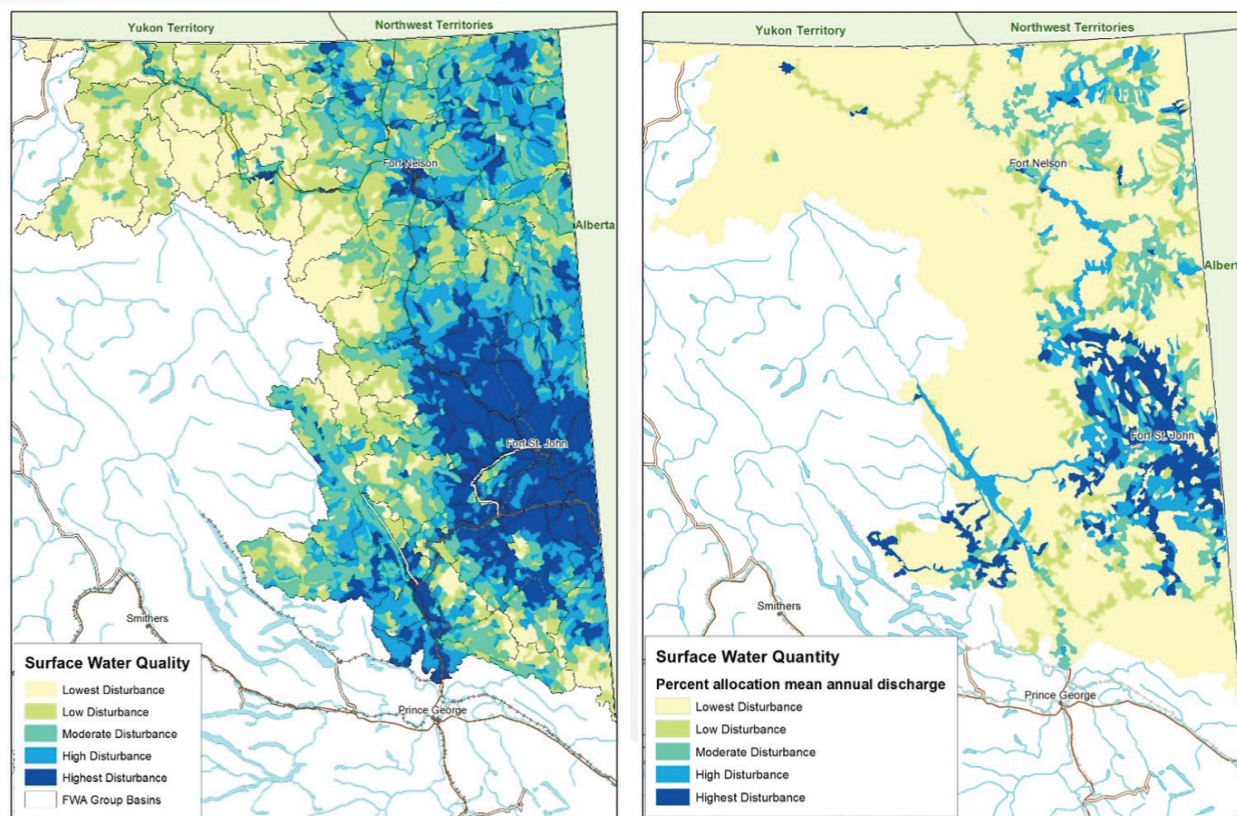 Yukon Territory
Northwest Territories
Fort Nelson
Alberta
Fort St. John
Smithers
Prince George
Surface Water Quality
Lowest Disturbance
Low Disturbance
Moderate Disturbance
High Disturbance
Highest Disturbance
FWA Group Basins
Yukon Territory
Northwest Territories
Fort Nelson
Albert
Fort St. John
Smithers
Prince George
Surface Water Quantity
Percent allocation mean annual discharge
Lowest Disturbance
Low Disturbance
Moderate Disturbance
High Disturbance
Highest Disturbance